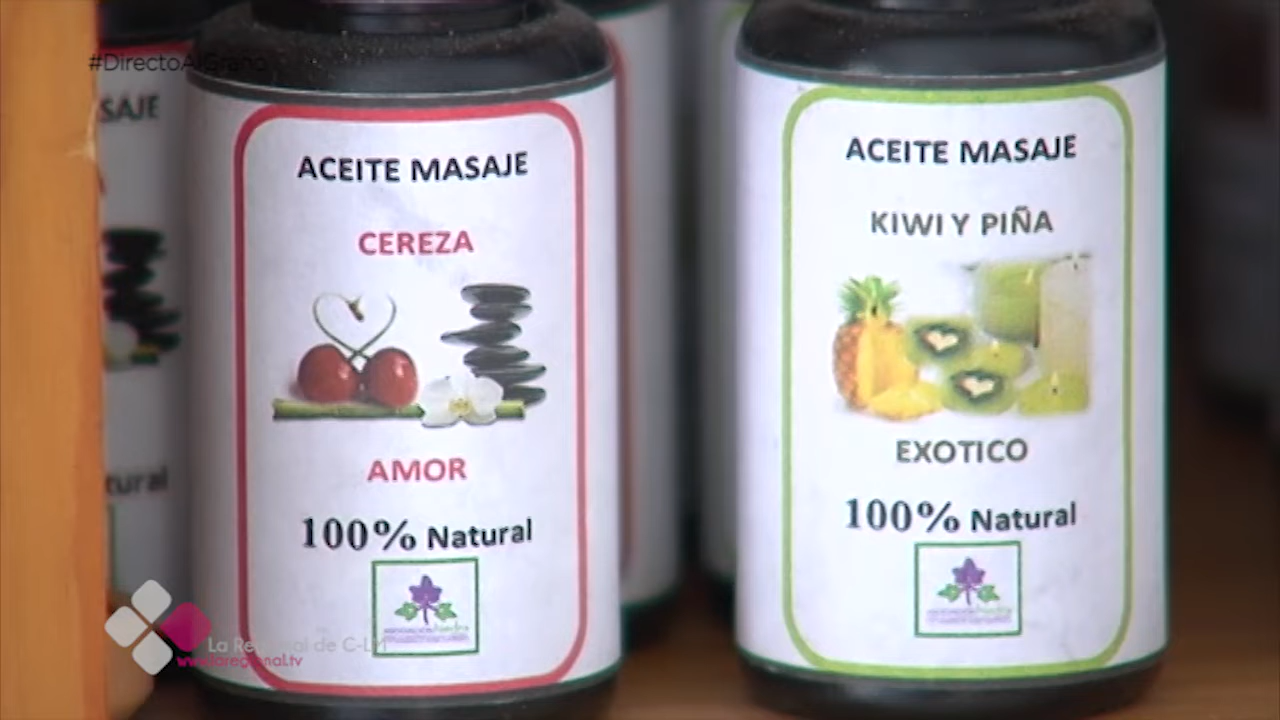 #DirectoAlGrano
SAJE
ACEITE MASAJE
CEREZA
AMOR
100% Natural
ACEITE MASAJE
KIWI Y PIÑA
EXOTICO
100% Natural
tural
La Regional de C-LM
www.laregional.tv